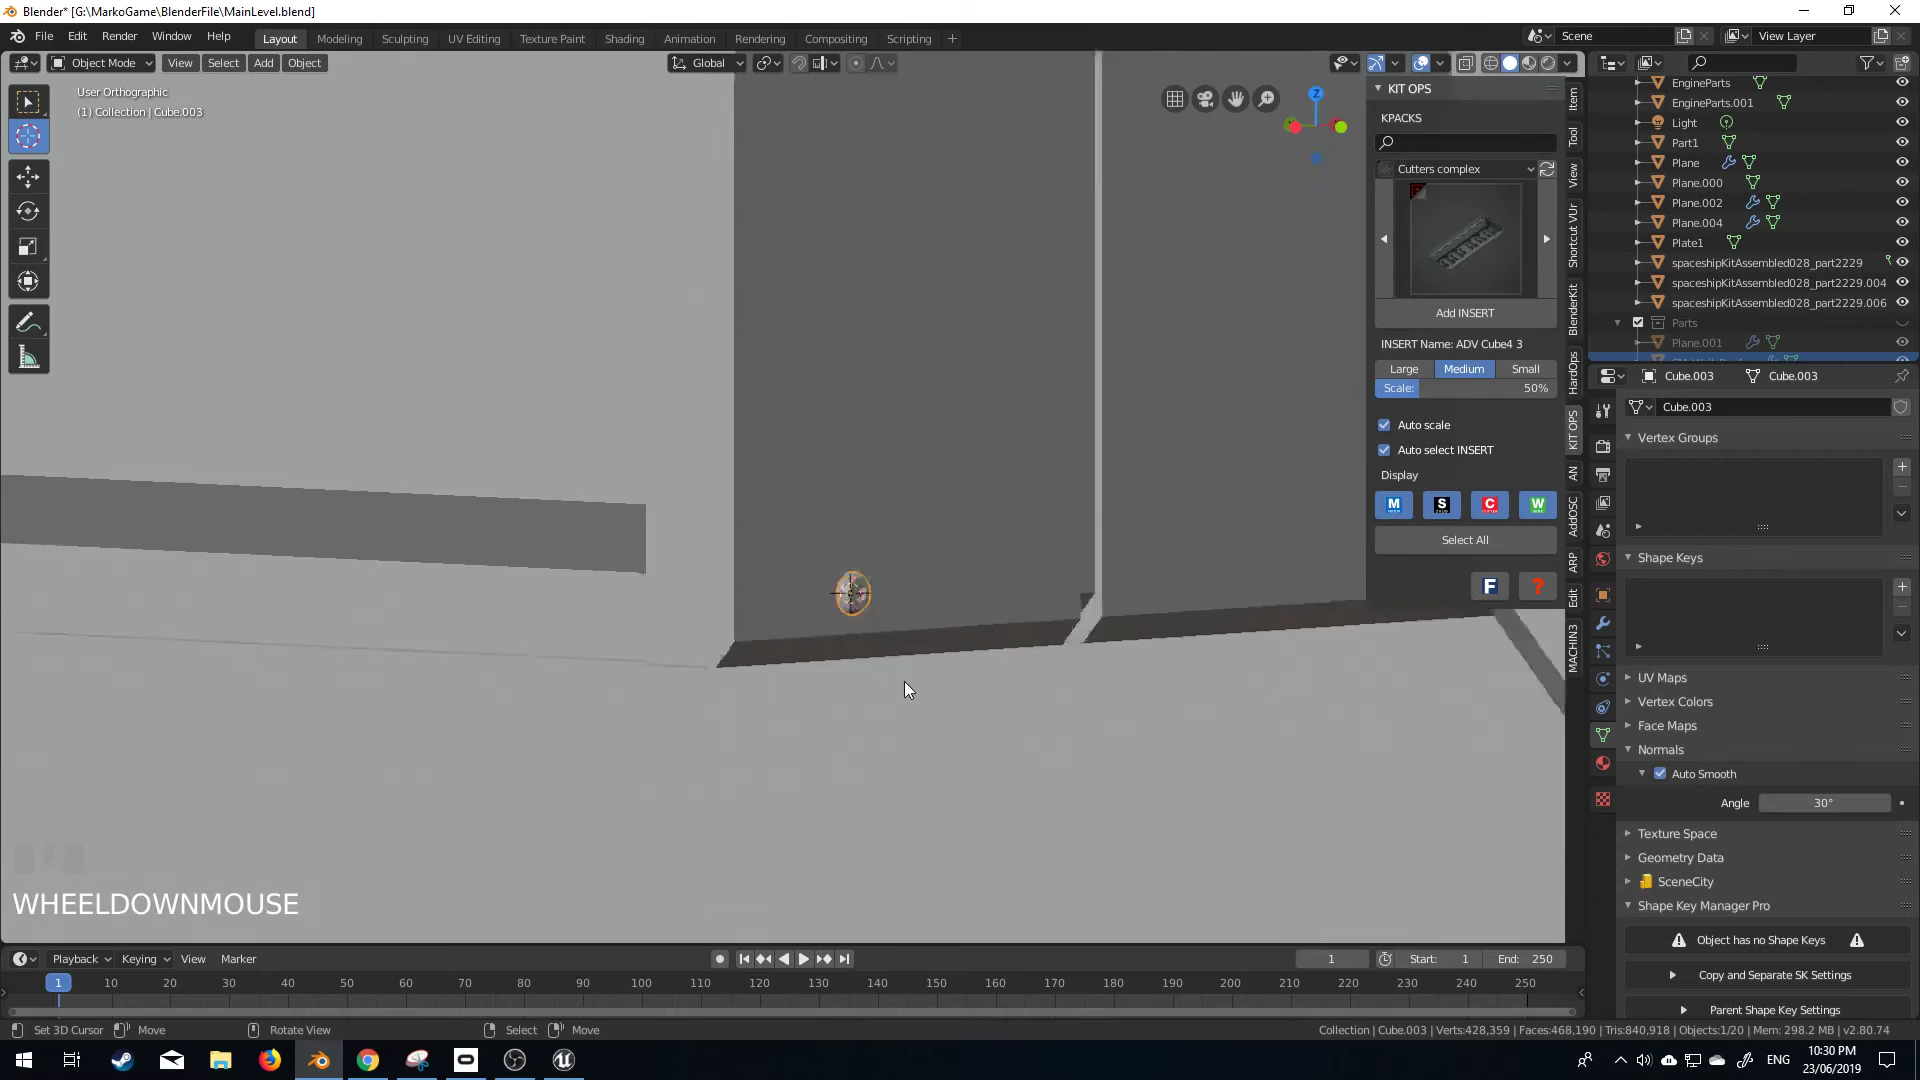 Blender* [G:\MarkoGame\BlenderFile\MainLevel.blend]
File Edit Render Window Help Layout Modeling Sculpting UV Editing Texture Paint Shading Animation Rendering Compositing Scripting + Scene View Layer
Object Mode View Select Add Object Global
User Orthographic
(1) Collection | Cube.003
Z
KIT OPS
KPACKS
Cutters complex
Add INSERT
INSERT Name: ADV Cube4 3
Large Medium Small
Scale: 50%
Auto scale
Auto select INSERT
Display
M S C W
Select All
F ?
Item
Tool
View
Shortcut VUr
BlenderKit
HardOps
KIT OPS
AN
AddOSC
ARP
Edit
MACHIN3
EngineParts
EngineParts.001
Light
Part1
Plane
Plane.000
Plane.002
Plane.004
Plate1
spaceshipKitAssembled028_part2229
spaceshipKitAssembled028_part2229.004
spaceshipKitAssembled028_part2229.006
Parts
Plane.001
Cube.003 Cube.003
Cube.003
Vertex Groups
Shape Keys
UV Maps
Vertex Colors
Face Maps
Normals
Auto Smooth
Angle 30°
Texture Space
Geometry Data
SceneCity
Shape Key Manager Pro
Object has no Shape Keys
Copy and Separate SK Settings
Parent Shape Key Settings
WHEELDOWNMOUSE
Playback Keying View Marker 1 Start: 1 End: 250
1 10 20 30 40 50 60 70 80 90 100 110 120 130 140 150 160 170 180 190 200 210 220 230 240 250
Set 3D Cursor Move Rotate View Select Move Collection | Cube.003 | Verts:428,359 | Faces:468,190 | Tris:840,918 | Objects:1/20 | Mem: 298.2 MB | v2.80.74
ENG
10:30 PM
23/06/2019